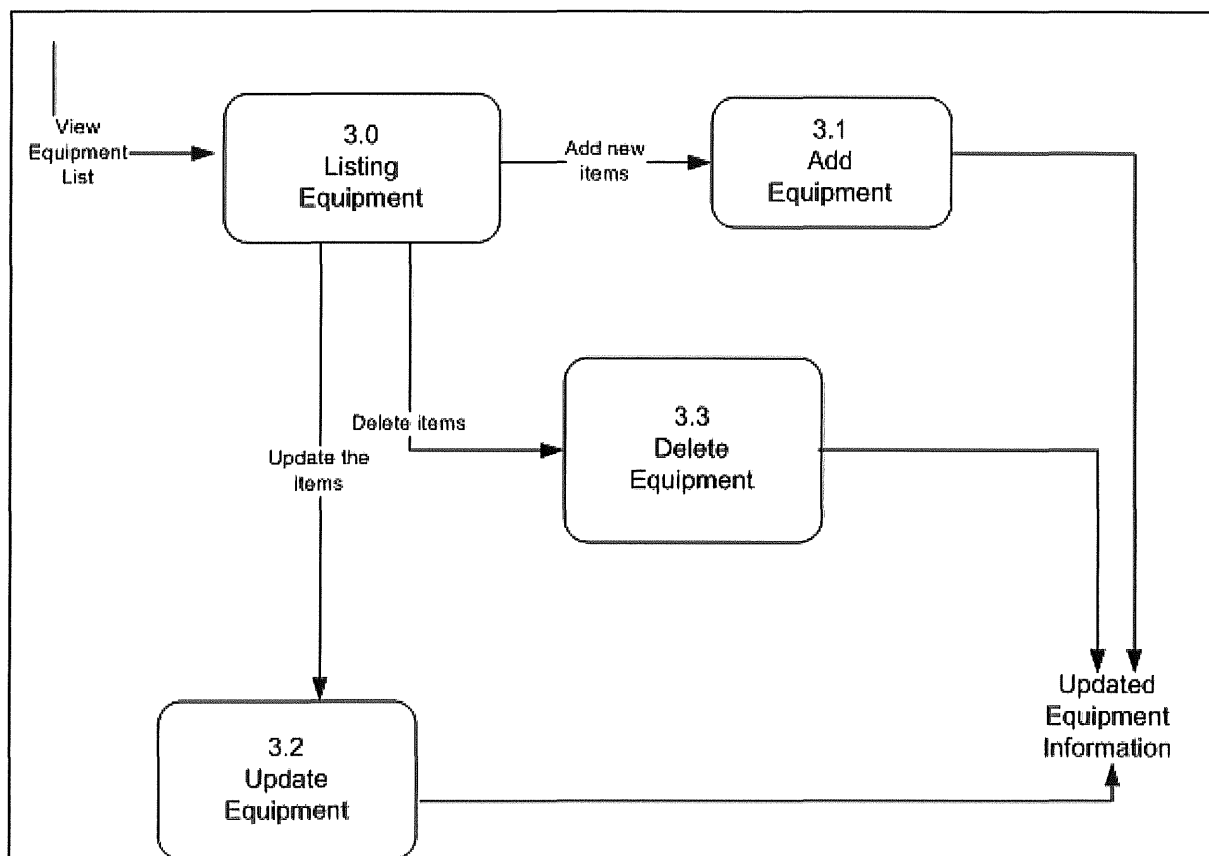 View
Equipment
List
3.0
Listing
Equipment
Add new
items
3.1
Add
Equipment
Delete items
3.3
Delete
Equipment
Update the
items
3.2
Update
Equipment
Updated
Equipment
Information